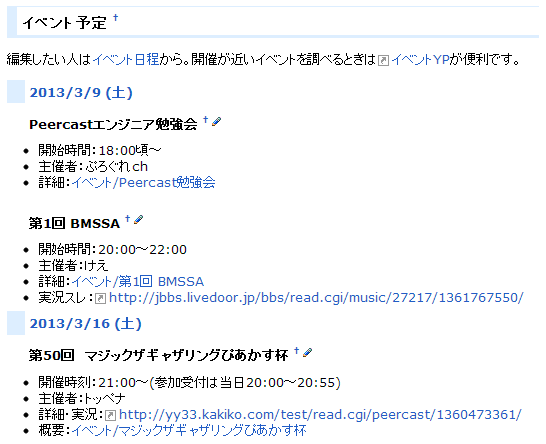 イベント予定 †
編集したい人はイベント日程から。開催が近いイベントを調べるときはイベントYPが便利です。
2013/3/9 (土)
Peercastエンジニア勉強会 †
開始時間：18:00頃～
主催者：ぷろぐれch
詳細：イベント/Peercast勉強会
第1回 BMSSA †
開始時間：20:00～22:00
主催者：けえ
詳細：イベント/第1回 BMSSA
実況スレ：http://jbbs.livedoor.jp/bbs/read.cgi/music/27217/1361767550/
2013/3/16 (土)
第50回　マジックザギャザリングぴあかす杯 †
開催時刻：21:00～(参加受付は当日20:00～20:55)
主催者：トッペナ
詳細・実況：http://yy33.kakiko.com/test/read.cgi/peercast/1360473361/
概要：イベント/マジックザギャザリングぴあかす杯